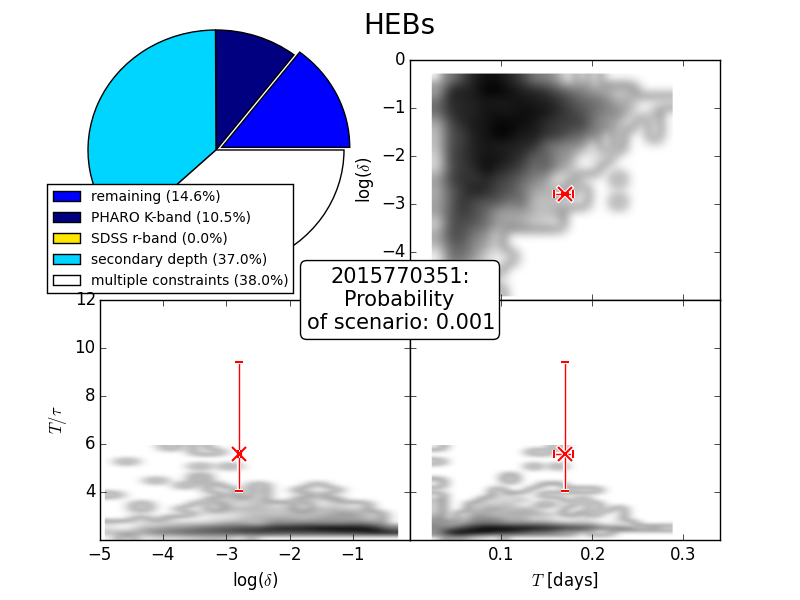 HEBs
remaining (14.6%)
PHARO K-band (10.5%)
SDSS r-band (0.0%)
secondary depth (37.0%)
multiple constraints (38.0%)
0
−1
−2
−3
−4
log(δ)
2015770351:
Probability
of scenario: 0.001
12
10
8
6
4
T/τ
−5 −4 −3 −2 −1
log(δ)
0.1 0.2 0.3
T [days]